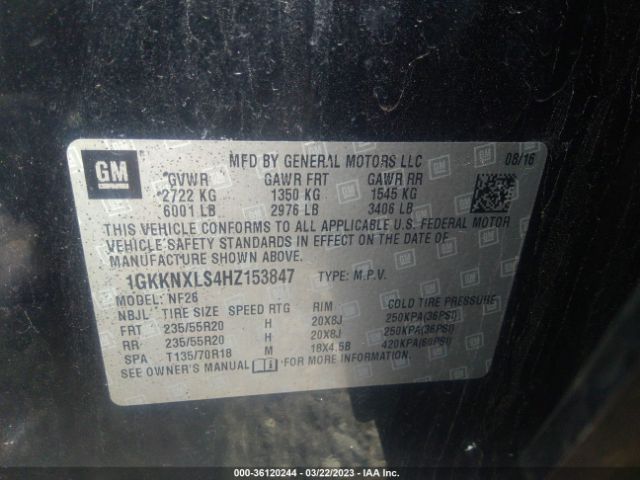 GM
MFD BY GENERAL MOTORS LLC 08/16
GVWR GAWR FRT GAWR RR
2722 KG 1350 KG 1545 KG
6001 LB 2976 LB 3406 LB
THIS VEHICLE CONFORMS TO ALL APPLICABLE U.S. FEDERAL MOTOR
VEHICLE SAFETY STANDARDS IN EFFECT ON THE DATE OF
MANUFACTURE SHOWN ABOVE.
1GKKNXLS4HZ153847 TYPE: M.P.V.
MODEL: NF26
NBJL TIRE SIZE SPEED RTG RIM COLD TIRE PRESSURE
FRT 235/55R20 H 20X8J 250KPA(36PSI)
RR 235/55R20 H 20X8J 250KPA(36PSI)
SPA T135/70R18 M 18X4.5B 420KPA(60PSI)
SEE OWNER'S MANUAL FOR MORE INFORMATION.
000-36120244 - 03/22/2023 - IAA Inc.